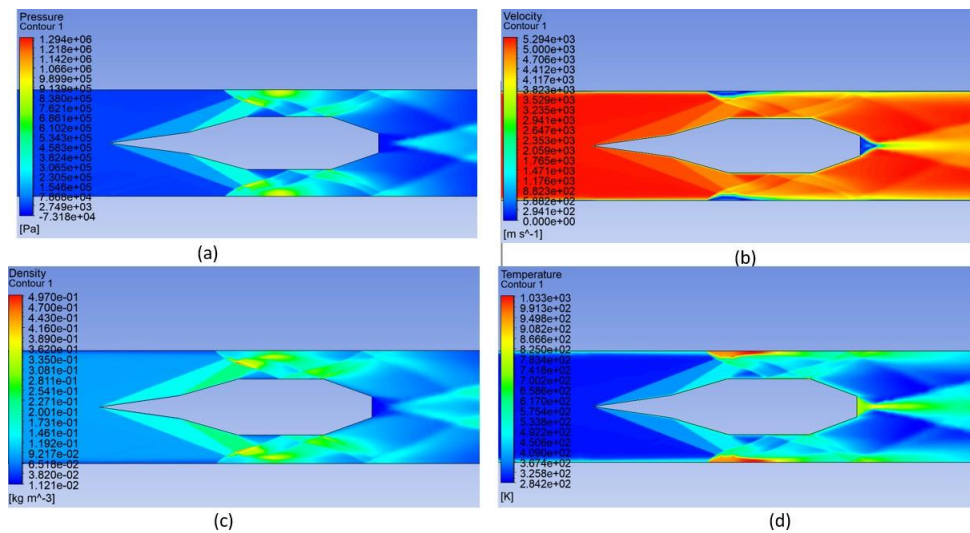 Pressure
Contour 1
1.294e+06
1.218e+06
1.142e+06
1.066e+06
9.899e+05
9.139e+05
8.380e+05
7.621e+05
6.861e+05
6.102e+05
5.343e+05
4.583e+05
3.824e+05
3.065e+05
2.305e+05
1.546e+05
7.868e+04
2.749e+03
-7.318e+04
[Pa]
(a)
Velocity
Contour 1
5.294e+03
5.000e+03
4.706e+03
4.412e+03
4.117e+03
3.823e+03
3.529e+03
3.235e+03
2.941e+03
2.647e+03
2.353e+03
2.059e+03
1.765e+03
1.471e+03
1.176e+03
8.823e+02
5.882e+02
2.941e+02
0.000e+00
[m s^-1]
(b)
Density
Contour 1
4.970e-01
4.700e-01
4.430e-01
4.160e-01
3.890e-01
3.620e-01
3.350e-01
3.081e-01
2.811e-01
2.541e-01
2.271e-01
2.001e-01
1.731e-01
1.461e-01
1.192e-01
9.217e-02
6.518e-02
3.820e-02
1.121e-02
[kg m^-3]
(c)
Temperature
Contour 1
1.033e+03
9.913e+02
9.498e+02
9.082e+02
8.666e+02
8.250e+02
7.834e+02
7.418e+02
7.002e+02
6.586e+02
6.170e+02
5.754e+02
5.338e+02
4.922e+02
4.506e+02
4.090e+02
3.674e+02
3.258e+02
2.842e+02
[K]
(d)